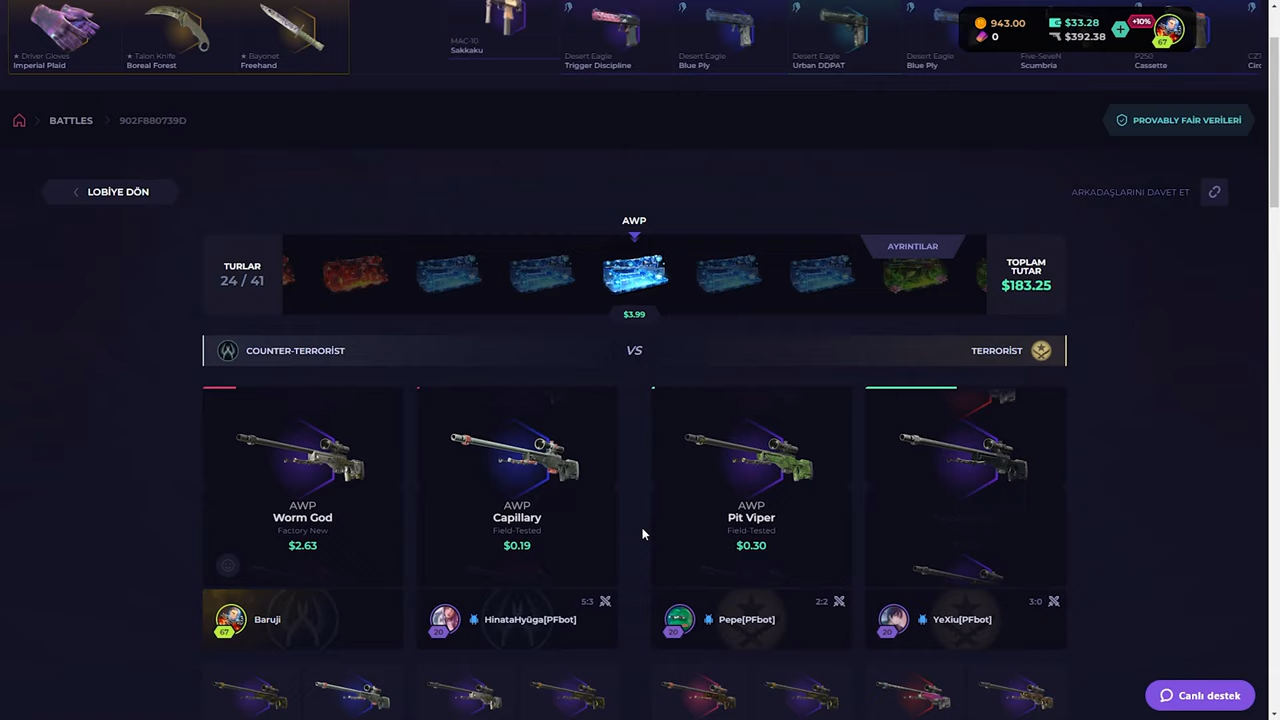 ★ Driver Gloves
Imperial Plaid
★ Talon Knife
Boreal Forest
★ Bayonet
Freehand
MAC-10
Sakkaku
Desert Eagle
Trigger Discipline
Desert Eagle
Blue Ply
Desert Eagle
Urban DDPAT
Desert Eagle
Blue Ply
Five-SeveN
Scumbria
P250
Cassette
943.00
0
$33.28
$392.38
+10%
67
BATTLES
902F880739D
PROVABLY FAIR VERİLERİ
LOBİYE DÖN
ARKADAŞLARINI DAVET ET
AWP
TURLAR
24 / 41
AYRINTILAR
TOPLAM
TUTAR
$183.25
$3.99
COUNTER-TERRORIST
VS
TERRORIST
AWP
Worm God
Factory New
$2.63
AWP
Capillary
Field-Tested
$0.19
AWP
Pit Viper
Field-Tested
$0.30
67
Baruji
5:3
20
HinataHyūga[PFbot]
2:2
20
Pepe[PFbot]
3:0
20
YeXiu[PFbot]
Canlı destek